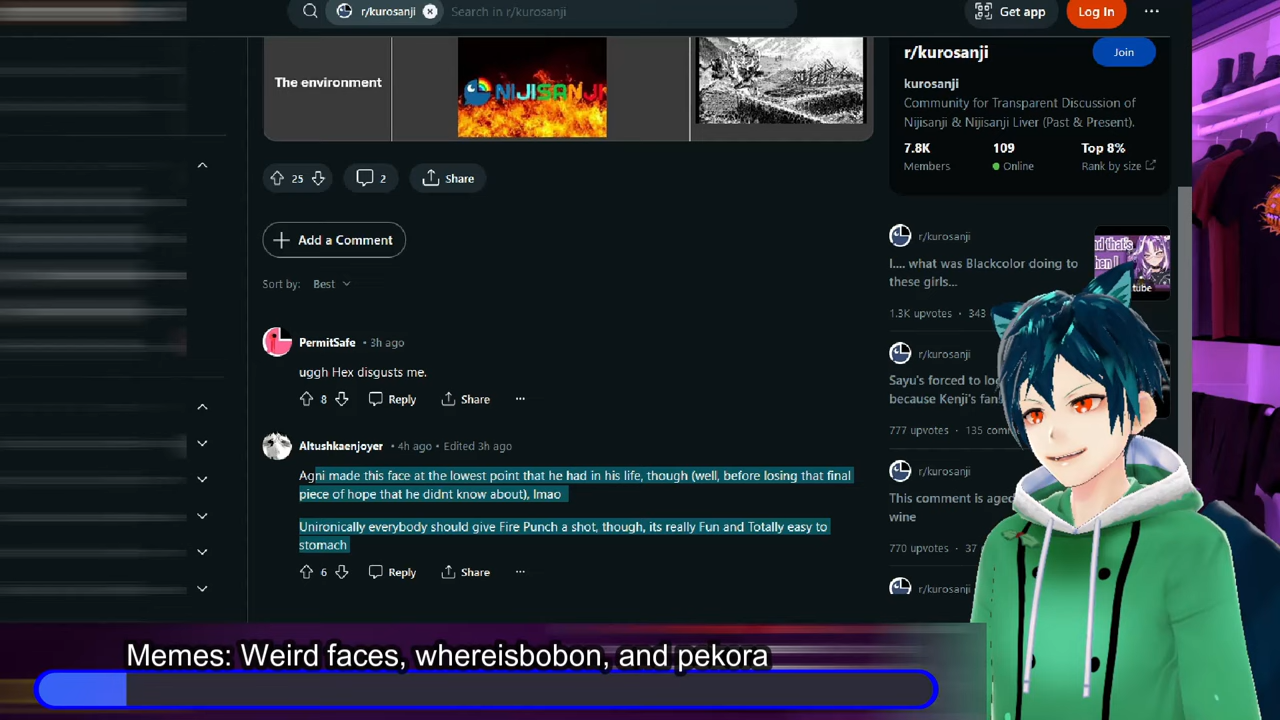 r/kurosanji
Search in r/kurosanji
Get app
Log In
The environment
NIJISANJI
25
2
Share
Add a Comment
Sort by: Best
PermitSafe • 3h ago
uggh Hex disgusts me.
8
Reply
Share
Altushkaenjoyer • 4h ago • Edited 3h ago
Agni made this face at the lowest point that he had in his life, though (well, before losing that final
piece of hope that he didnt know about), lmao
Unironically everybody should give Fire Punch a shot, though, its really Fun and Totally easy to
stomach
6
Reply
Share
r/kurosanji
Join
kurosanji
Community for Transparent Discussion of
Nijisanji & Nijisanji Liver (Past & Present).
7.8K 109 Top 8%
Members Online Rank by size
r/kurosanji
I.... what was Blackcolor doing to
these girls...
1.3K upvotes • 343
r/kurosanji
Sayu's forced to
because Kenji's
777 upvotes • 135
r/kurosanji
This comment is aged
wine
770 upvotes • 37
r/kurosanji
Memes: Weird faces, whereisbobon, and pekora